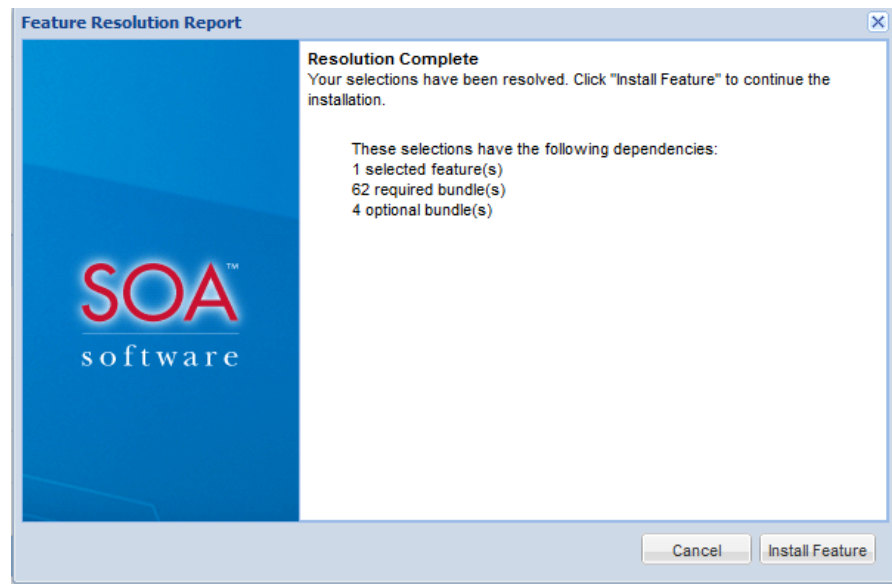 Feature Resolution Report
Resolution Complete
Your selections have been resolved. Click "Install Feature" to continue the
installation.
These selections have the following dependencies:
1 selected feature(s)
62 required bundle(s)
4 optional bundle(s)
SOA™
software
Cancel
Install Feature